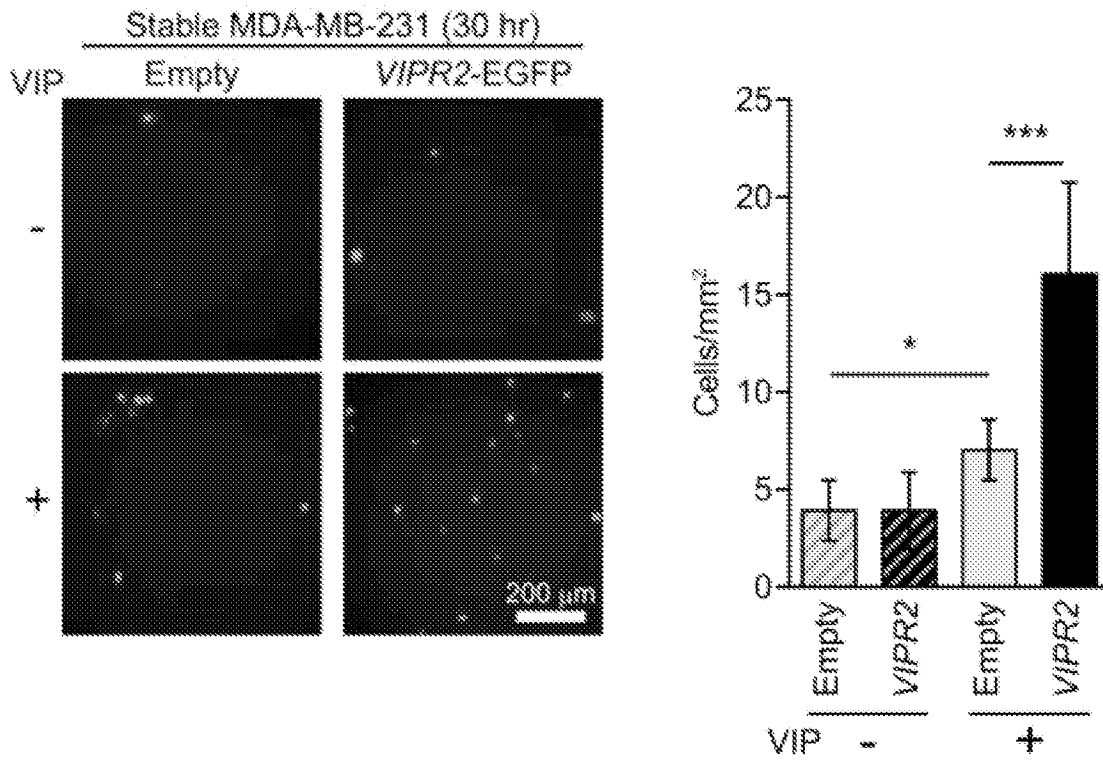 Stable MDA-MB-231 (30 hr)
VIP Empty VIPR2-EGFP
-
+
200 μm
25
20
15
10
5
0
Cells/mm²
***
*
Empty VIPR2 Empty VIPR2
VIP - +